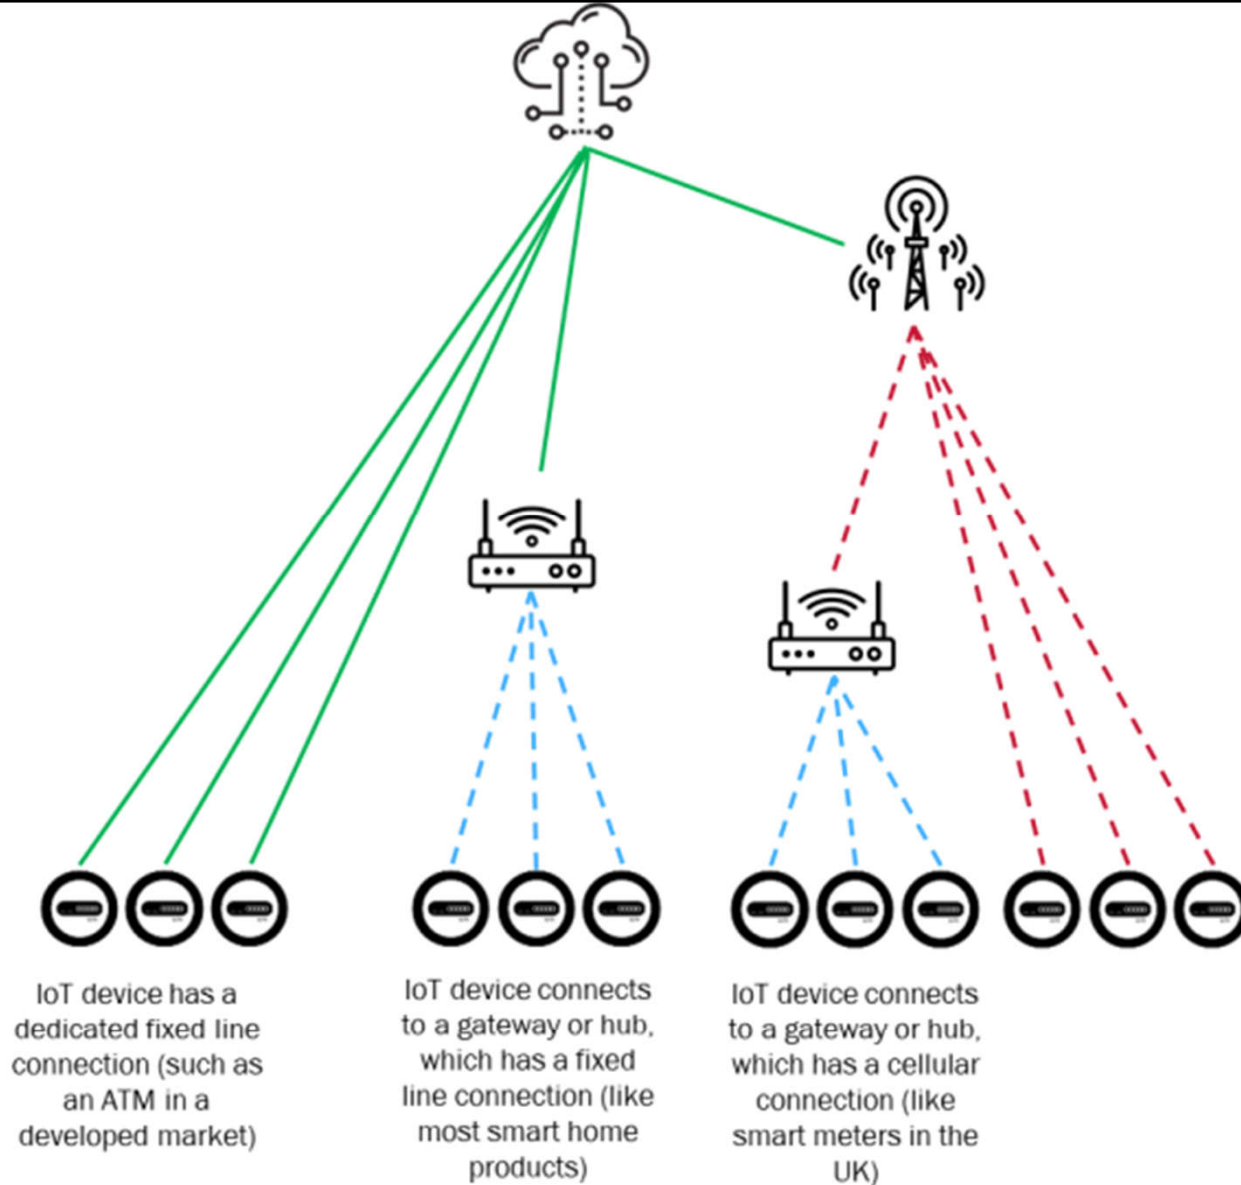 IoT device has a
dedicated fixed line
connection (such as
an ATM in a
developed market)
IoT device connects
to a gateway or hub,
which has a fixed
line connection (like
most smart home
products)
IoT device connects
to a gateway or hub,
which has a cellular
connection (like
smart meters in the
UK)